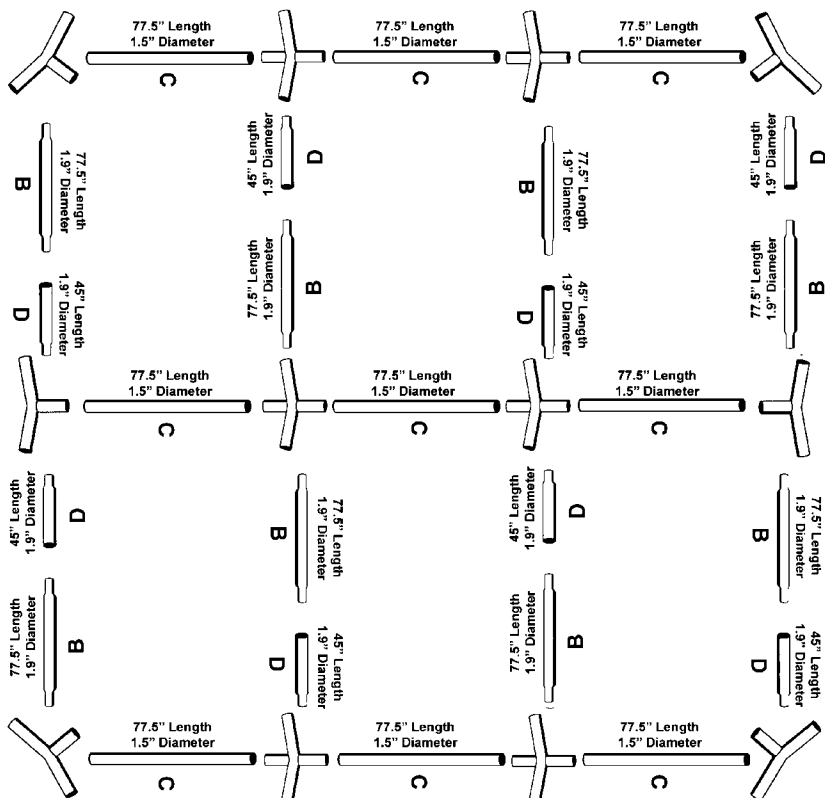 77.5” Length
1.5” Diameter
C
77.5” Length
1.5” Diameter
C
77.5” Length
1.5” Diameter
C
B
77.5” Length
1.9” Diameter
45” Length
1.9” Diameter
D
B
77.5” Length
1.9” Diameter
45” Length
1.9” Diameter
D
D
45” Length
1.9” Diameter
77.5” Length
1.9” Diameter
B
D
45” Length
1.9” Diameter
77.5” Length
1.9” Diameter
B
77.5” Length
1.5” Diameter
C
77.5” Length
1.5” Diameter
C
77.5” Length
1.5” Diameter
C
45” Length
1.9” Diameter
D
B
77.5” Length
1.9” Diameter
45” Length
1.9” Diameter
D
B
77.5” Length
1.9” Diameter
77.5” Length
1.9” Diameter
B
D
45” Length
1.9” Diameter
77.5” Length
1.9” Diameter
B
D
45” Length
1.9” Diameter
77.5” Length
1.5” Diameter
C
77.5” Length
1.5” Diameter
C
77.5” Length
1.5” Diameter
C